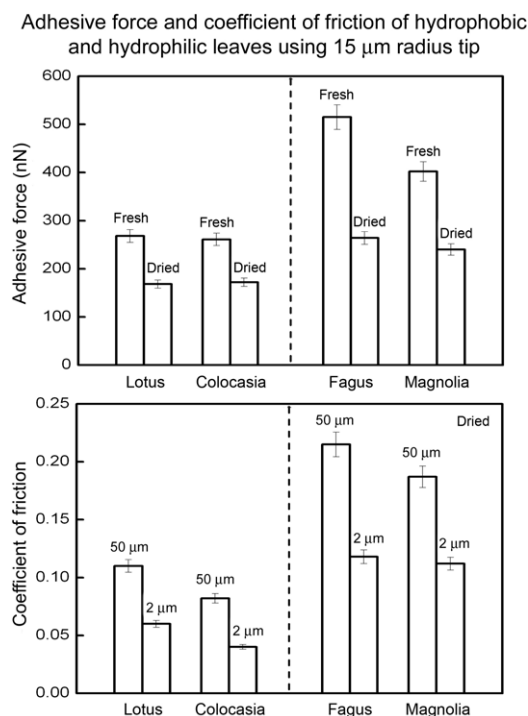 Adhesive force and coefficient of friction of hydrophobic
and hydrophilic leaves using 15 μm radius tip
600
500
400
300
200
100
0
Adhesive force (nN)
Fresh
Dried
Fresh
Dried
Fresh
Dried
Fresh
Dried
Lotus Colocasia Fagus Magnolia
0.25
0.20
0.15
0.10
0.05
0.00
Coefficient of friction
Dried
50 μm
2 μm
50 μm
2 μm
50 μm
2 μm
50 μm
2 μm
Lotus Colocasia Fagus Magnolia